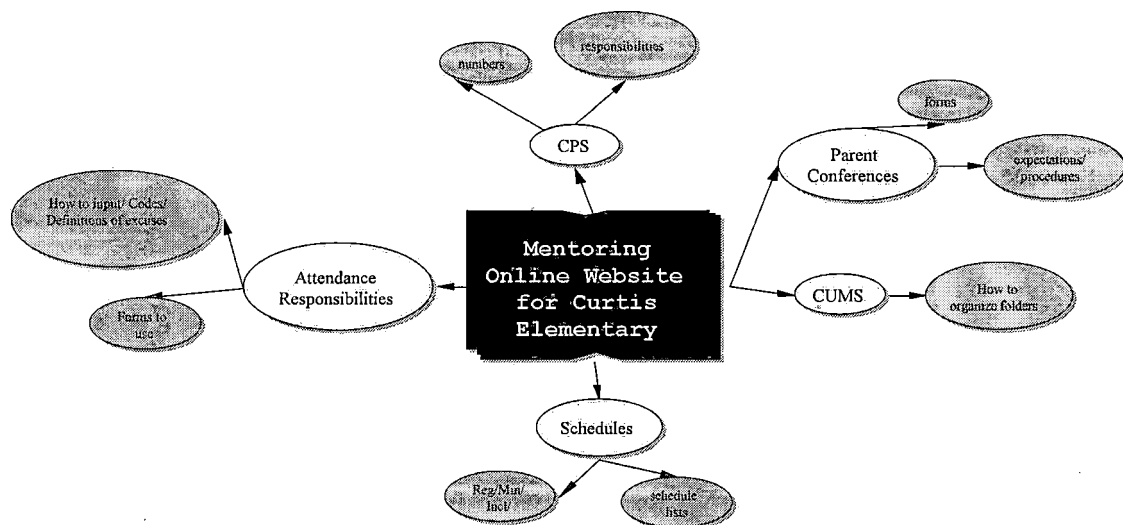 numbers
responsibilities
CPS
forms
Parent
Conferences
expectations/
procedures
How to input/ Codes/
Definitions of excuses
Attendance
Responsibilities
Forms to
use
Mentoring
Online Website
for Curtis
Elementary
CUMS
How to
organize folders
Schedules
Reg/Min/
Incl/
schedule
lists